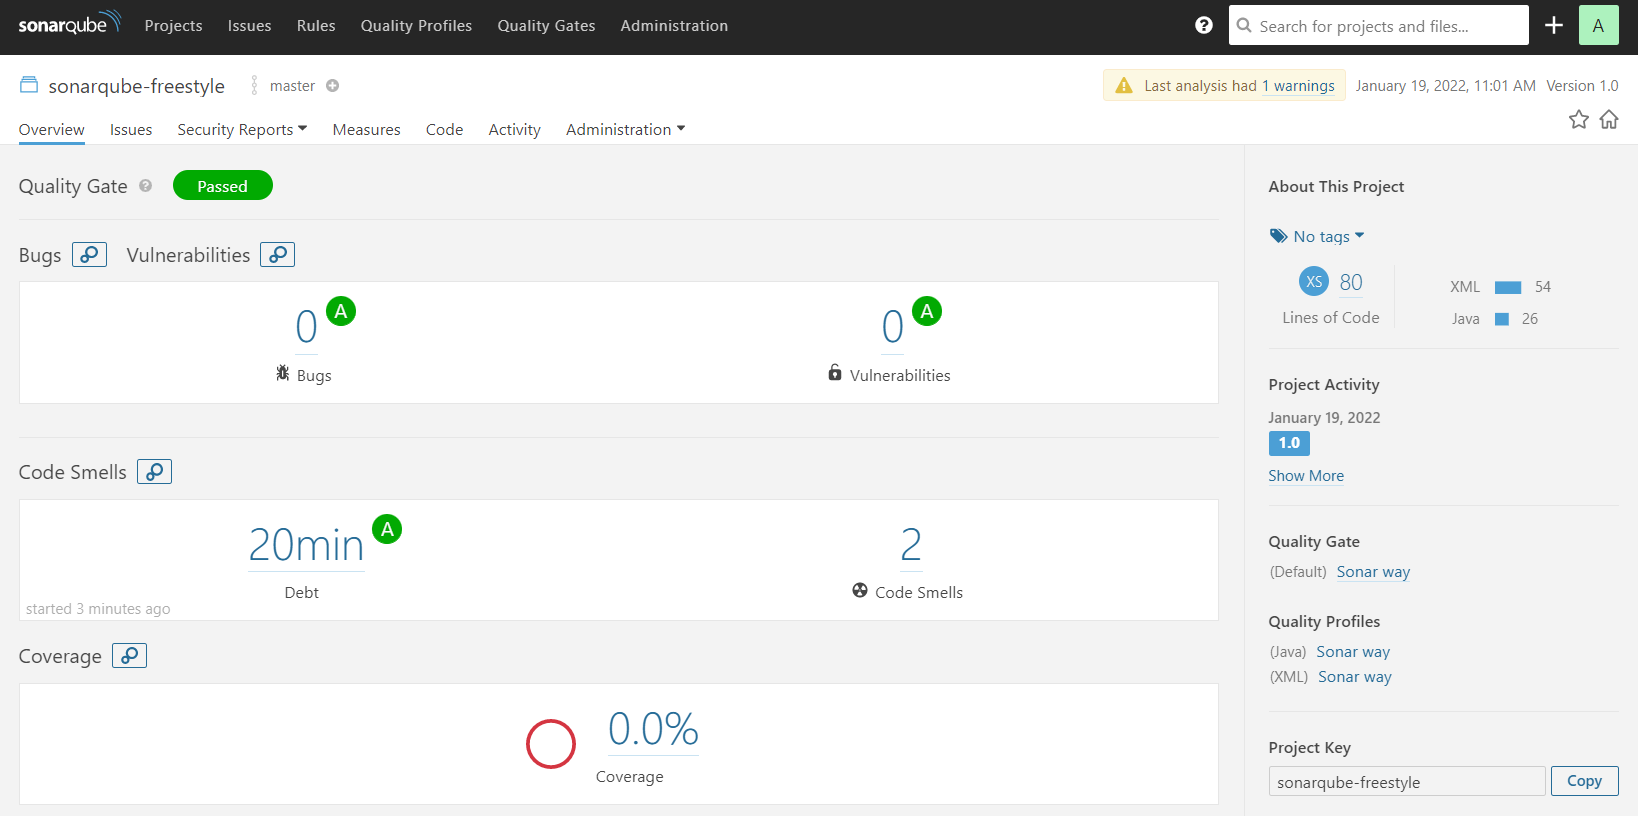 sonarqube Projects Issues Rules Quality Profiles Quality Gates Administration ? Search for projects and files... A
sonarqube-freestyle master Last analysis had 1 warnings January 19, 2022, 11:01 AM Version 1.0
Overview Issues Security Reports Measures Code Activity Administration
Quality Gate ? Passed
Bugs Vulnerabilities
0 A
Bugs
0 A
Vulnerabilities
Code Smells
20min A
Debt
started 3 minutes ago
2
Code Smells
Coverage
0.0%
Coverage
About This Project
No tags
XS 80
Lines of Code
XML 54
Java 26
Project Activity
January 19, 2022
1.0
Show More
Quality Gate
(Default) Sonar way
Quality Profiles
(Java) Sonar way
(XML) Sonar way
Project Key
sonarqube-freestyle Copy